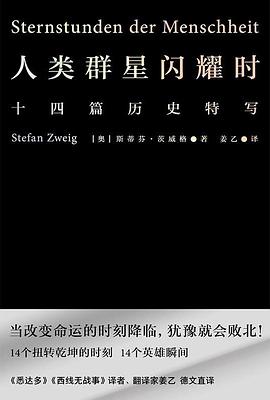 Sternstunden der Menschheit
人类群星闪耀时
十四篇历史特写
Stefan Zweig [奥] 斯蒂芬·茨威格 著 姜乙 译
当改变命运的时刻降临，犹豫就会败北！
14个扭转乾坤的时刻 14个英雄瞬间
《悉达多》《西线无战事》译者、翻译家姜乙 德文直译